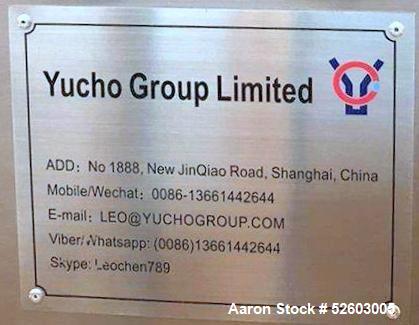 Yucho Group Limited
ADD: No 1888, New JinQiao Road, Shanghai, China
Mobile/Wechat: 0086-13661442644
E-mail: LEO@YUCHOGROUP.COM
Viber/Whatsapp: (0086)13661442644
Skype: Leochen789
Aaron Stock # 52603005